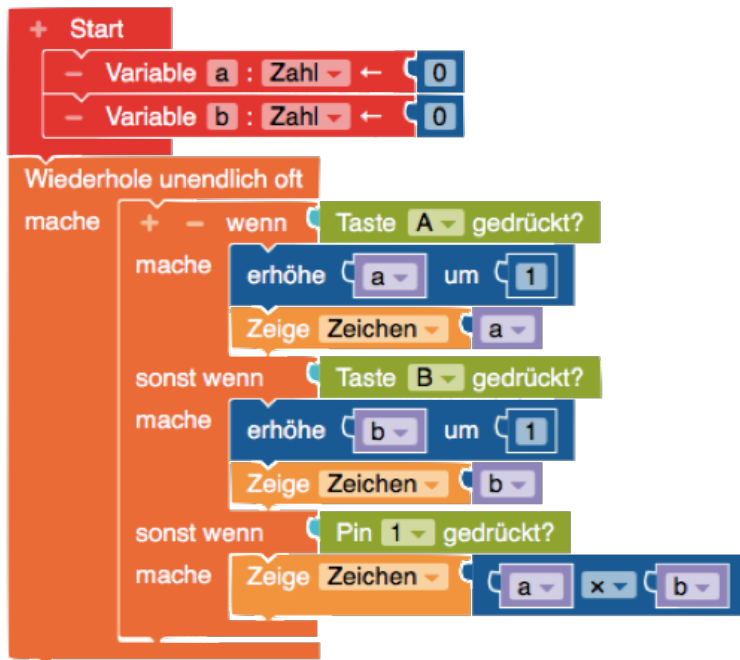 + Start
− Variable a : Zahl ← 0
− Variable b : Zahl ← 0
Wiederhole unendlich oft
mache + − wenn Taste A gedrückt?
mache erhöhe a um 1
Zeige Zeichen a
sonst wenn Taste B gedrückt?
mache erhöhe b um 1
Zeige Zeichen b
sonst wenn Pin 1 gedrückt?
mache Zeige Zeichen a × b